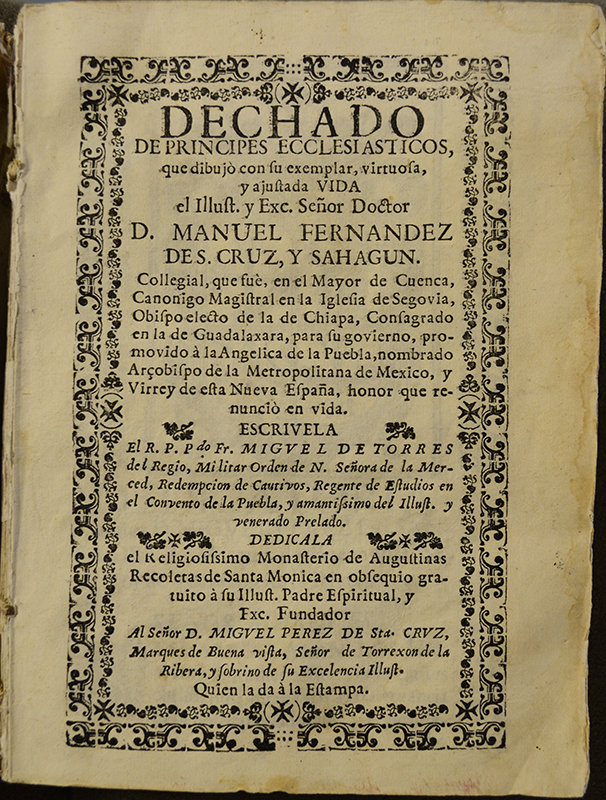 DECHADO
DE PRINCIPES ECCLESIASTICOS,
que dibujò con ſu exemplar, virtuoſa,
y ajuſtada VIDA
el Illuſt. y Exc. Señor Doctor
D. MANUEL FERNANDEZ
DE S. CRUZ, Y SAHAGUN.
Collegial, que fuè, en el Mayor de Cuenca,
Canonigo Magiſtral en la Igleſia de Segovia,
Obiſpo electo de la de Chiapa, Conſagrado
en la de Guadalaxara, para ſu govierno, pro-
movido à la Angelica de la Puebla, nombrado
Arçobiſpo de la Metropolitana de Mexico, y
Virrey de eſta Nueva Eſpaña, honor que re-
nunciò en vida.
ESCRIVELA
El R. P. Pdo Fr. MIGVEL DE TORRES
del Regio, Militar Orden de N. Señora de la Mer-
ced, Redempcion de Cautivos, Regente de Eſtudios en
el Convento de la Puebla, y amantiſsimo del Illuſt. y
venerado Prelado.
DEDICALA
el Religioſiſsimo Monaſterio de Auguſtinas
Recoletas de Santa Monica en obſequio gra-
tuito à ſu Illuſt. Padre Eſpiritual, y
Exc. Fundador
Al Señor D. MIGVEL PEREZ DE Sta. CRVZ,
Marques de Buena viſta, Señor de Torrexon de la
Ribera, y ſobrino de ſu Excelencia Illuſt.
Quien la da à la Eſtampa.